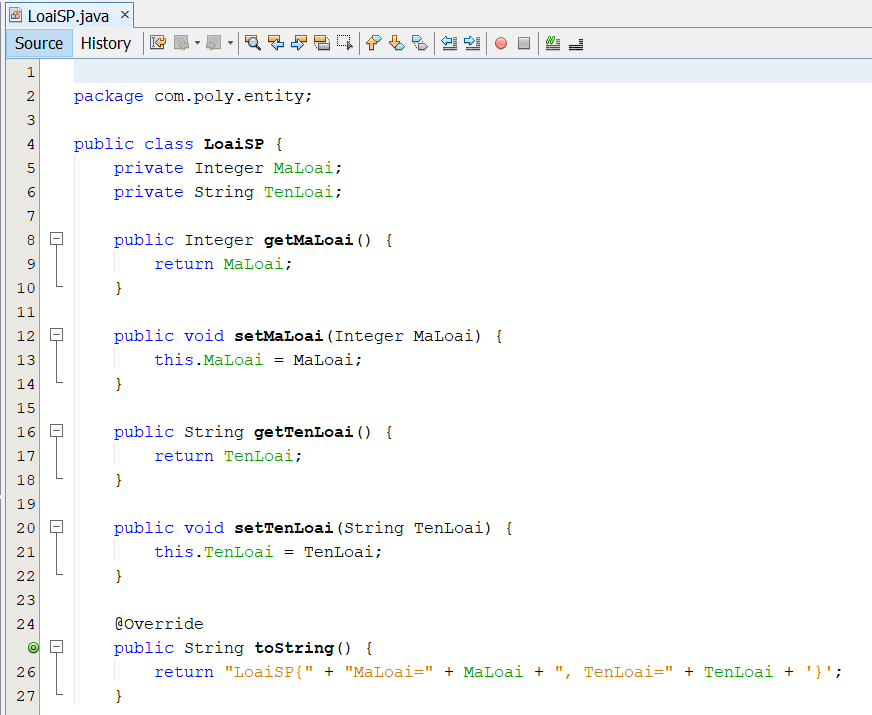 LoaiSP.java
Source History
1
2 package com.poly.entity;
3
4 public class LoaiSP {
5     private Integer MaLoai;
6     private String TenLoai;
7
8     public Integer getMaLoai() {
9         return MaLoai;
10     }
11
12     public void setMaLoai(Integer MaLoai) {
13         this.MaLoai = MaLoai;
14     }
15
16     public String getTenLoai() {
17         return TenLoai;
18     }
19
20     public void setTenLoai(String TenLoai) {
21         this.TenLoai = TenLoai;
22     }
23
24     @Override
    public String toString() {
26         return "LoaiSP{" + "MaLoai=" + MaLoai + ", TenLoai=" + TenLoai + '}';
27     }